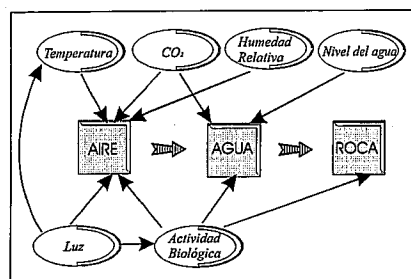 Temperatura
CO₂
Humedad
Relativa
Nivel del agua
AIRE
AGUA
ROCA
Luz
Actividad
Biológica